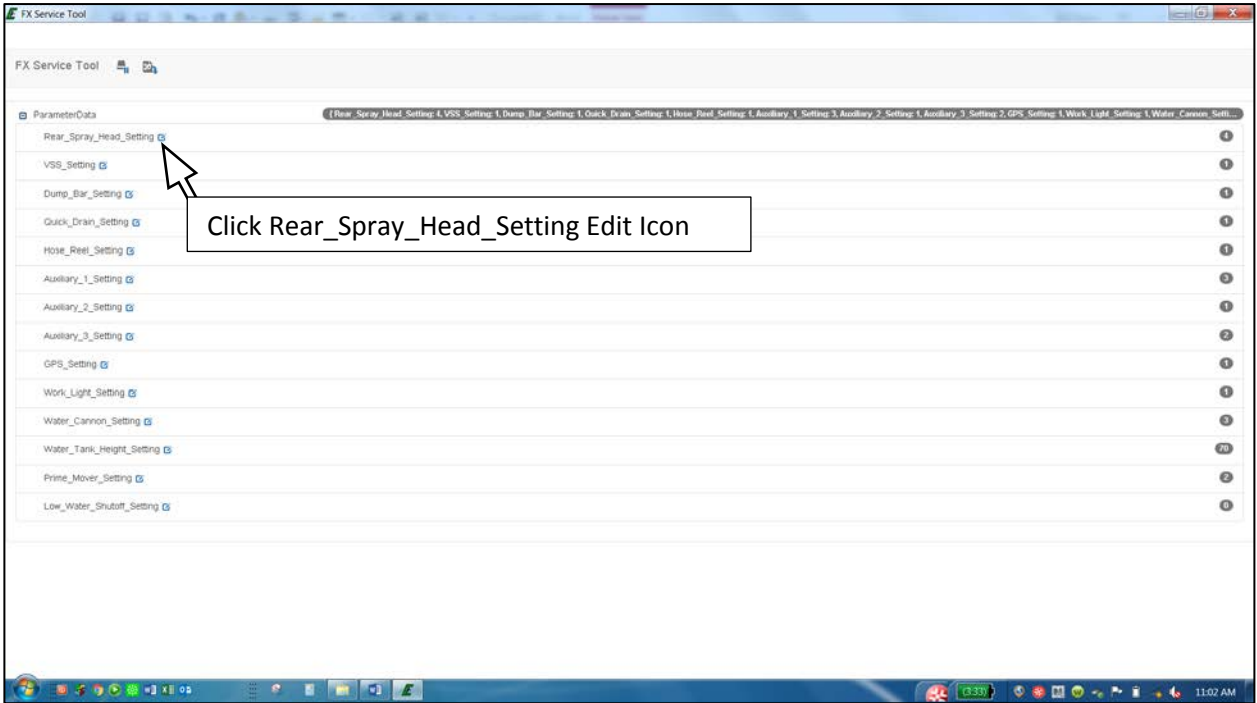 FX Service Tool
FX Service Tool
ParameterData {Rear_Spray_Head_Setting: 4, VSS_Setting: 1, Dump_Bar_Setting: 1, Quick_Drain_Setting: 1, Hose_Reel_Setting: 1, Auxiliary_1_Setting: 3, Auxiliary_2_Setting: 1, Auxiliary_3_Setting: 2, GPS_Setting: 1, Work_Light_Setting: 1, Water_Cannon_Setti...
Rear_Spray_Head_Setting 4
VSS_Setting 1
Dump_Bar_Setting 1
Click Rear_Spray_Head_Setting Edit Icon
Quick_Drain_Setting 1
Hose_Reel_Setting 1
Auxiliary_1_Setting 3
Auxiliary_2_Setting 1
Auxiliary_3_Setting 2
GPS_Setting 1
Work_Light_Setting 1
Water_Cannon_Setting 3
Water_Tank_Height_Setting 70
Prime_Mover_Setting 2
Low_Water_Shutoff_Setting 0
(3:33) 11:02 AM